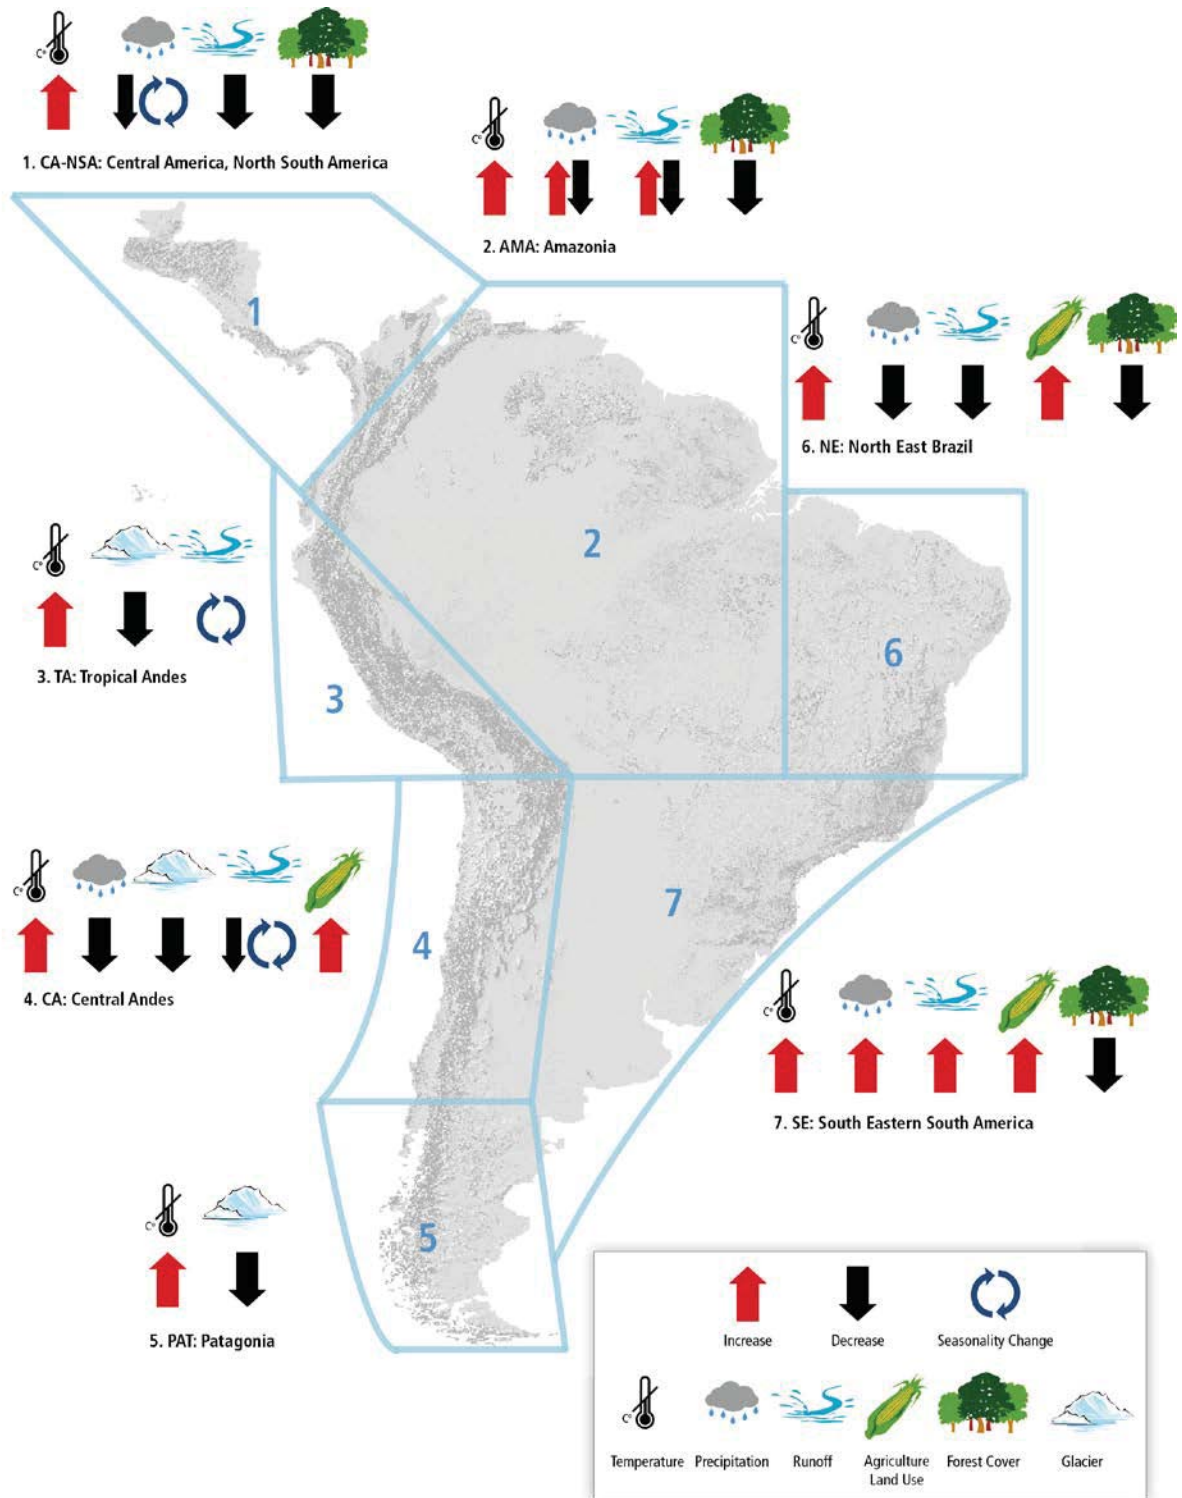 C°
1. CA-NSA: Central America, North South America
C°
2. AMA: Amazonia
1
C°
6. NE: North East Brazil
2
C°
3. TA: Tropical Andes
6
3
C°
4. CA: Central Andes
7
4
C°
7. SE: South Eastern South America
C°
5. PAT: Patagonia
5
Increase Decrease Seasonality Change
C°
Temperature Precipitation Runoff Agriculture Land Use Forest Cover Glacier